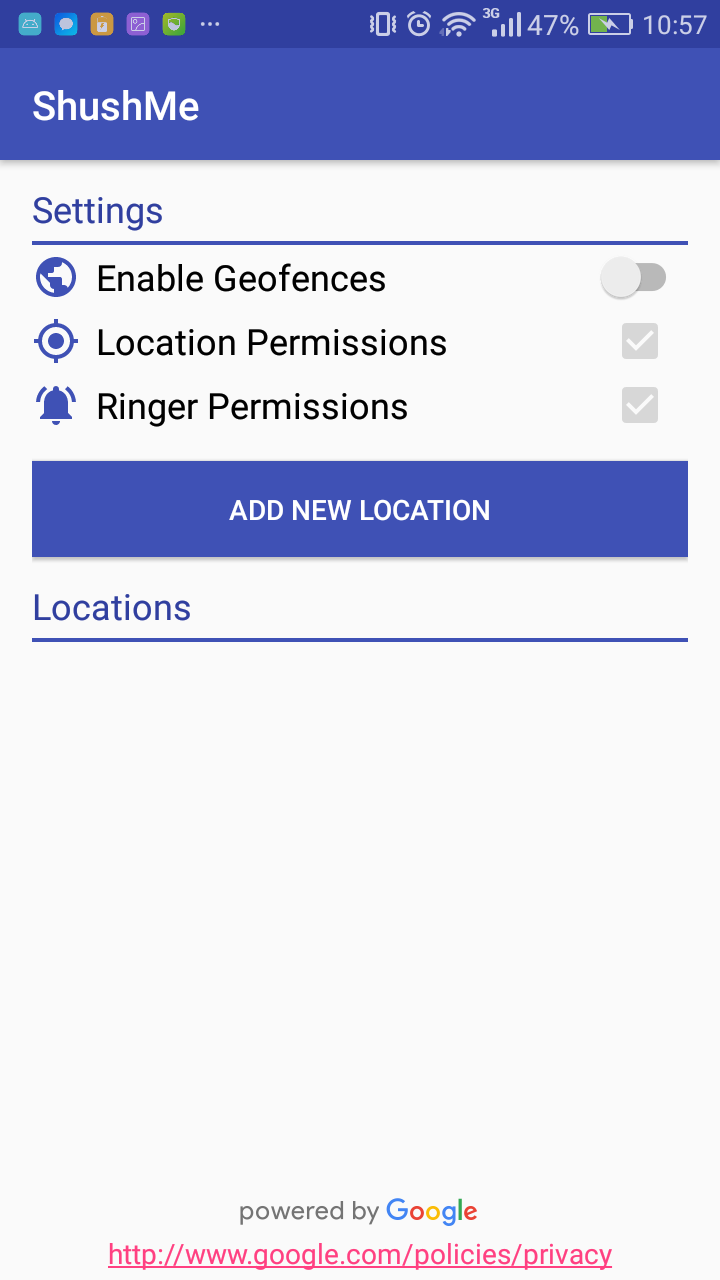 3G 47% 10:57
ShushMe
Settings
Enable Geofences
Location Permissions
Ringer Permissions
ADD NEW LOCATION
Locations
powered by Google
http://www.google.com/policies/privacy